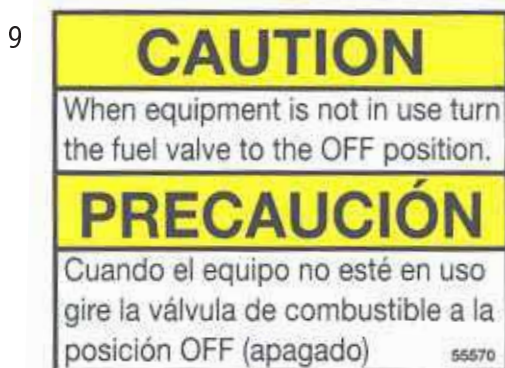 9
CAUTION
When equipment is not in use turn
the fuel valve to the OFF position.
PRECAUCIÓN
Cuando el equipo no esté en uso
gire la válvula de combustible a la
posición OFF (apagado)
55570